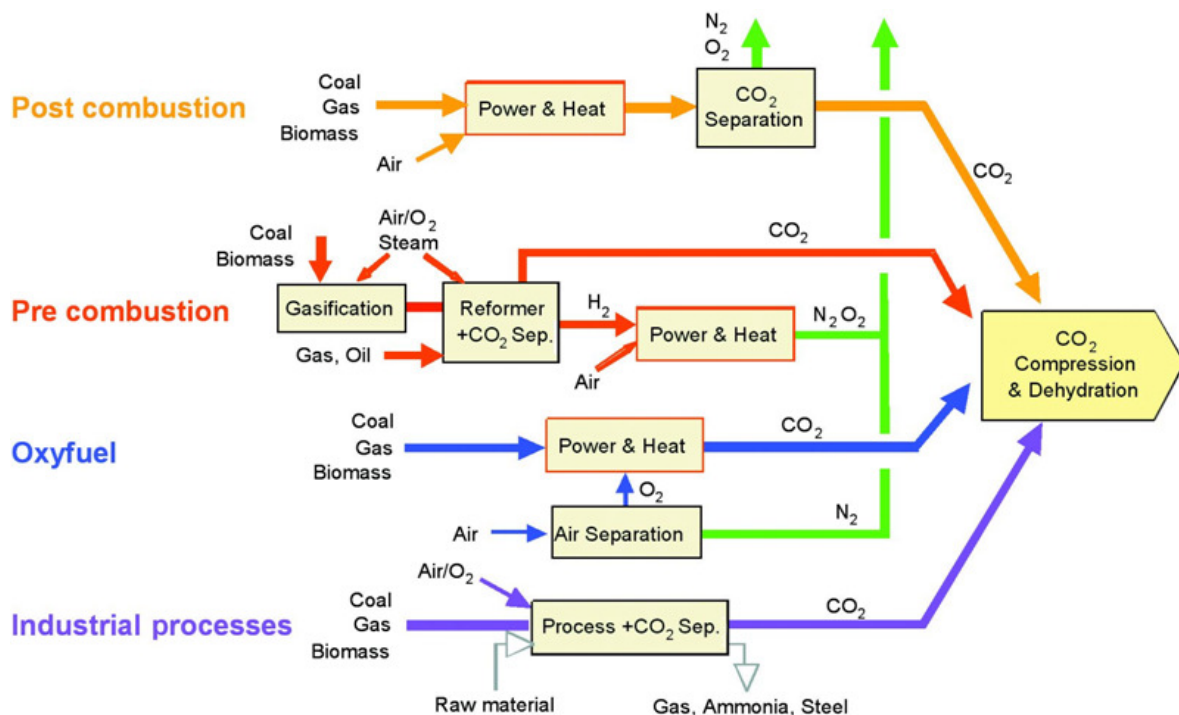 N₂
O₂
Coal
Gas
Biomass
Post combustion
Power & Heat
CO₂
Separation
Air
CO₂
Coal
Biomass
Air/O₂
Steam
CO₂
Pre combustion
Gasification
Reformer
+CO₂ Sep.
H₂
Power & Heat
N₂O₂
Gas, Oil
Air
CO₂
Compression
& Dehydration
Oxyfuel
Coal
Gas
Biomass
Power & Heat
CO₂
O₂
Air
Air Separation
N₂
Industrial processes
Air/O₂
Coal
Gas
Biomass
Process +CO₂ Sep.
CO₂
Raw material
Gas, Ammonia, Steel